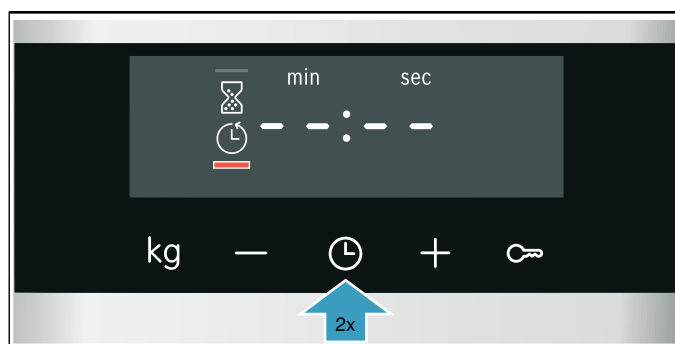 min sec
--:--
kg − +
2x